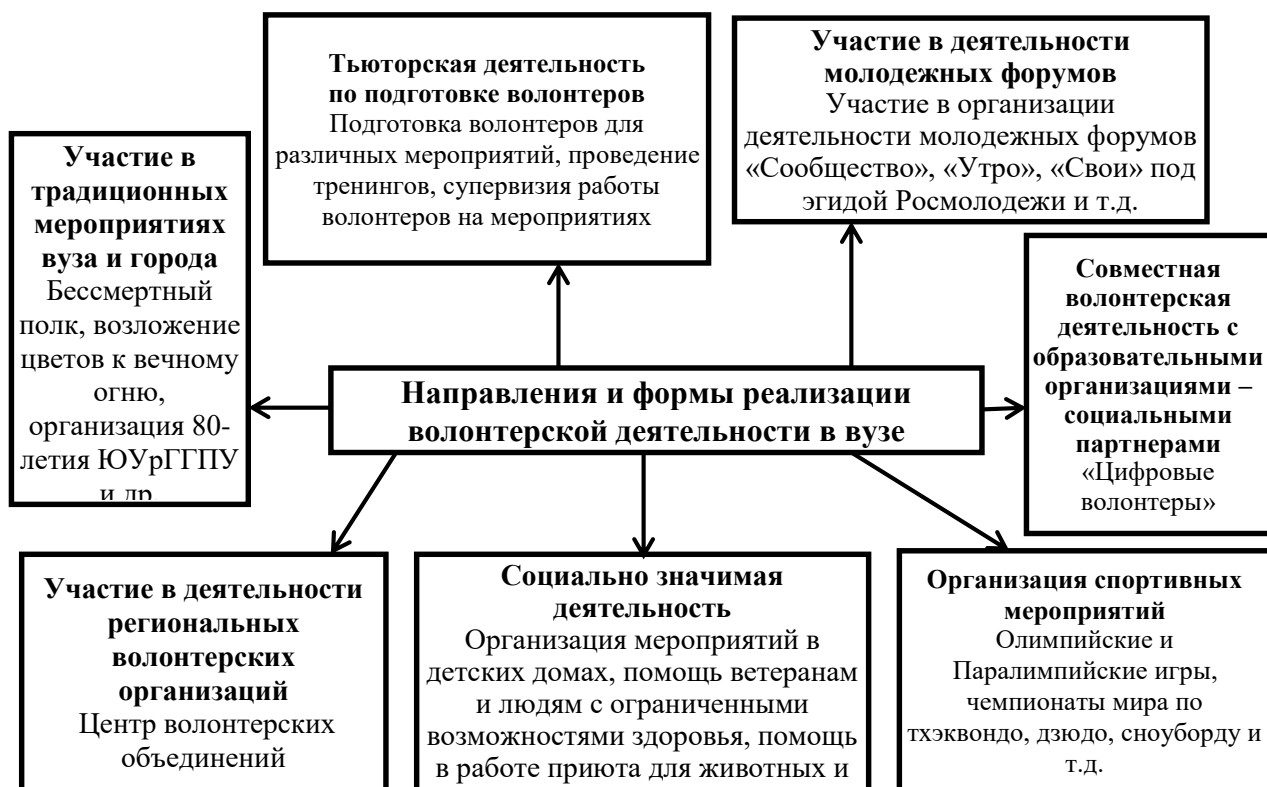 Тьюторская деятельность
по подготовке волонтеров
Подготовка волонтеров для
различных мероприятий, проведение
тренингов, супервизия работы
волонтеров на мероприятиях
Участие в деятельности
молодежных форумов
Участие в организации
деятельности молодежных форумов
«Сообщество», «Утро», «Свои» под
эгидой Росмолодежи и т.д.
Участие в
традиционных
мероприятиях
вуза и города
Бессмертный
полк, возложение
цветов к вечному
огню,
организация 80-
летия ЮУрГГПУ
и др
Направления и формы реализации
волонтерской деятельности в вузе
Совместная
волонтерская
деятельность с
образовательными
организациями –
социальными
партнерами
«Цифровые
волонтеры»
Участие в деятельности
региональных
волонтерских
организаций
Центр волонтерских
объединений
Социально значимая
деятельность
Организация мероприятий в
детских домах, помощь ветеранам
и людям с ограниченными
возможностями здоровья, помощь
в работе приюта для животных и
Организация спортивных
мероприятий
Олимпийские и
Паралимпийские игры,
чемпионаты мира по
тхэквондо, дзюдо, сноуборду и
т.д.